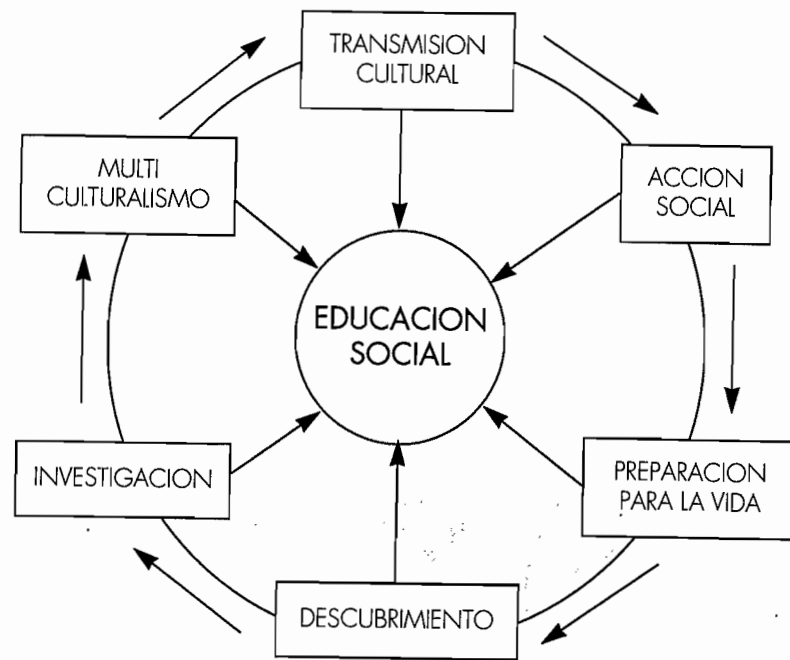 TRANSMISION
CULTURAL
MULTI
CULTURALISMO
ACCION
SOCIAL
EDUCACION
SOCIAL
INVESTIGACION
PREPARACION
PARA LA VIDA
DESCUBRIMIENTO